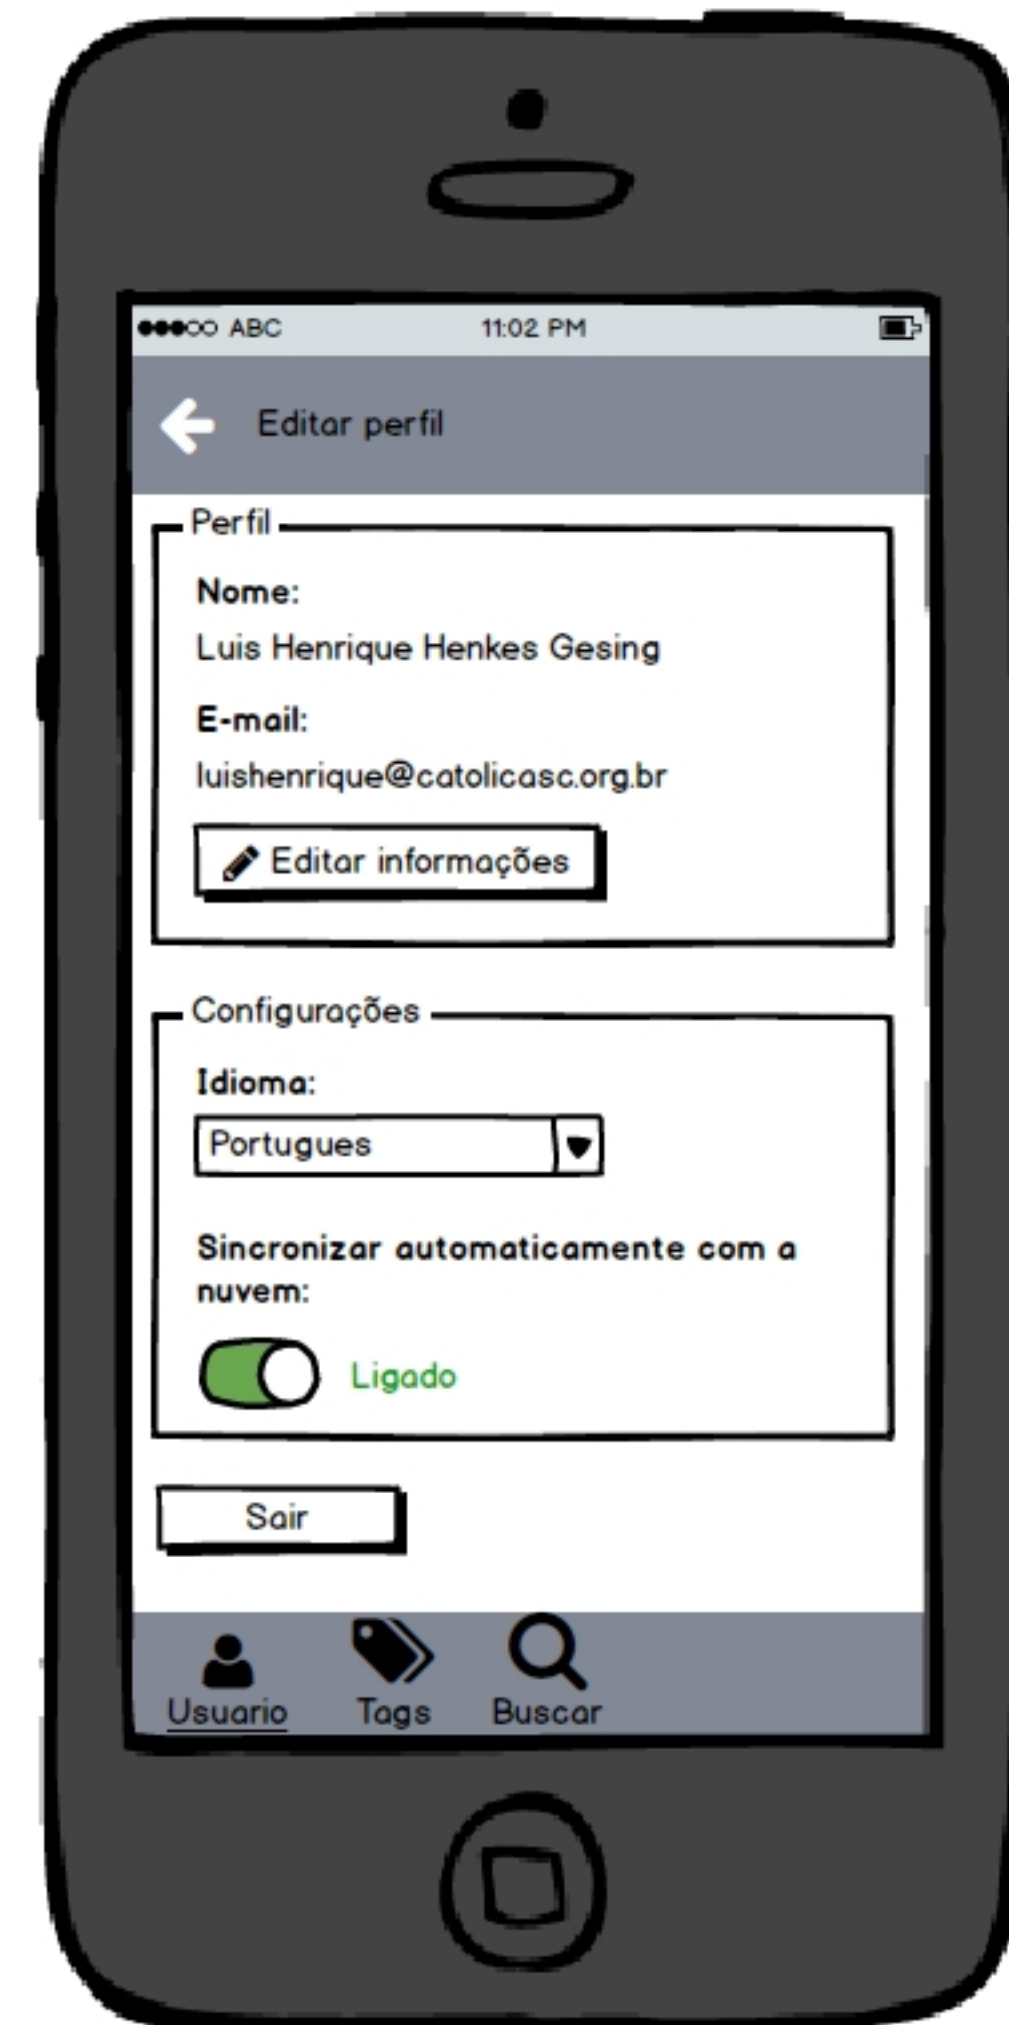 ABC 11:02 PM
Editar perfil
Perfil
Nome:
Luis Henrique Henkes Gesing
E-mail:
luishenrique@catolicasc.org.br
Editar informações
Configurações
Idioma:
Portugues
Sincronizar automaticamente com a
nuvem:
Ligado
Sair
Usuario Tags Buscar